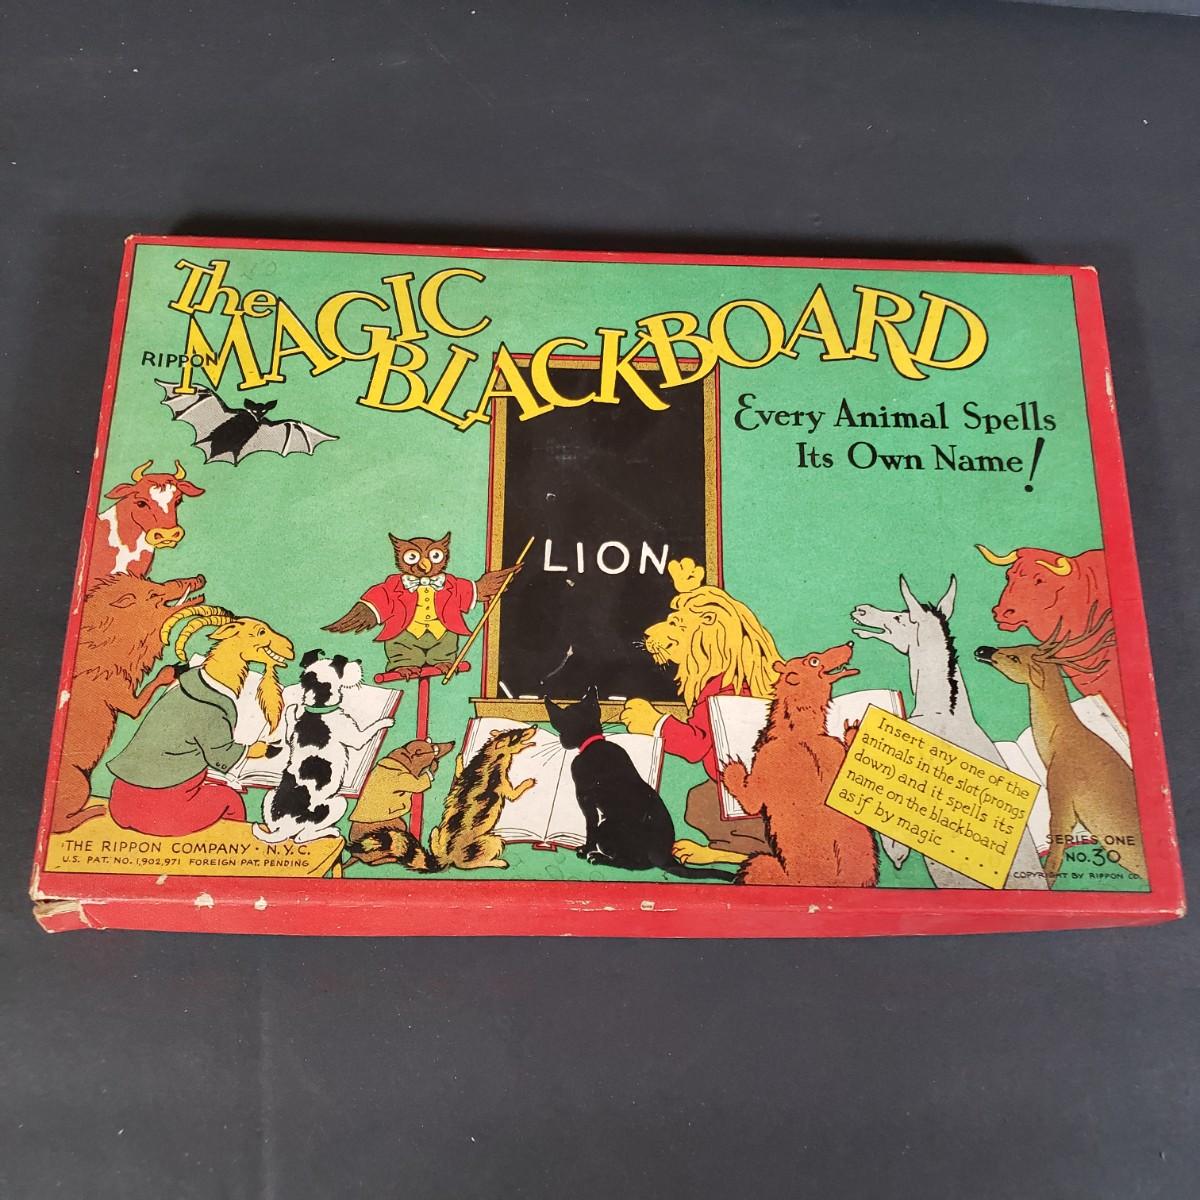 The
MAGIC
RIPPON
BLACKBOARD
Every Animal Spells
Its Own Name!
LION
Insert any one of the
animals in the slot (prongs
down) and it spells its
name on the blackboard
as if by magic . . . .
THE RIPPON COMPANY · N.Y.C.
U.S. PAT. NO. 1,902,971 FOREIGN PAT. PENDING
SERIES ONE
NO. 30
COPYRIGHT BY RIPPON CO.